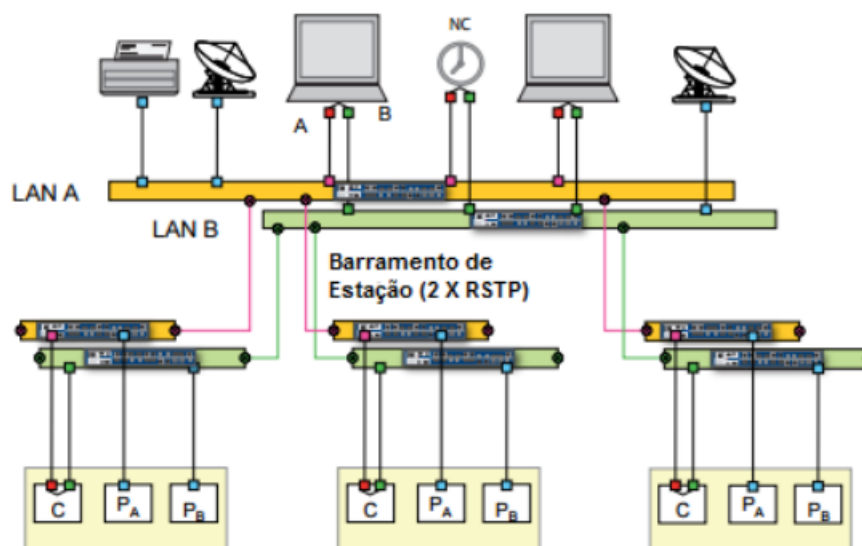 NC
A
B
LAN A
LAN B
Barramento de
Estação (2 X RSTP)
C
PA
PB
C
PA
PB
C
PA
PB